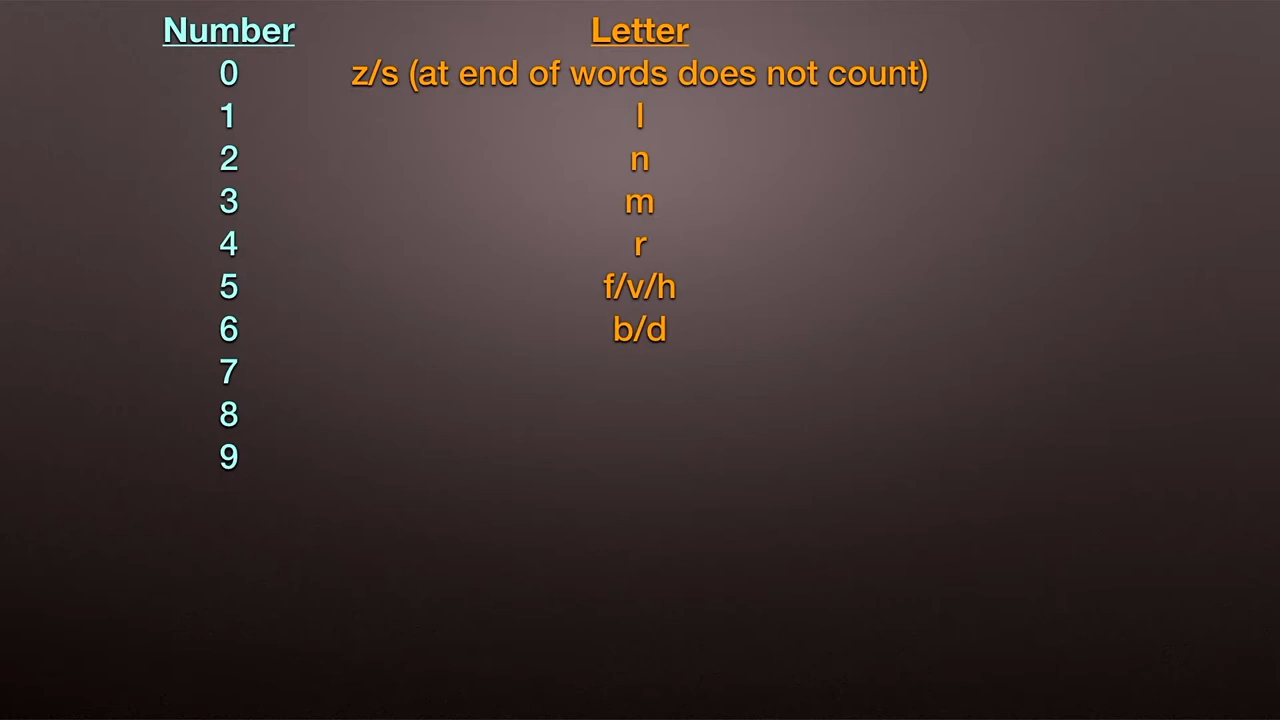 Number Letter
0 z/s (at end of words does not count)
1 l
2 n
3 m
4 r
5 f/v/h
6 b/d
7
8
9